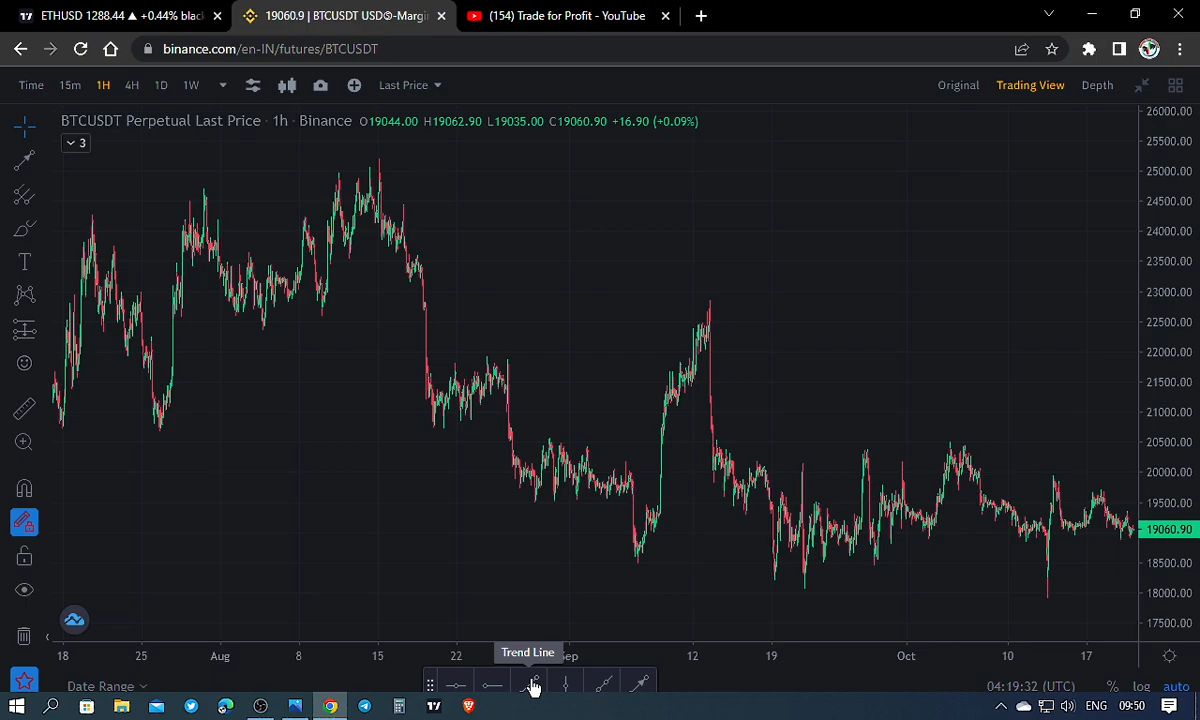 ETHUSD 1288.44 ▲ +0.44% black
19060.9 | BTCUSDT USDⓈ-Margin
(154) Trade for Profit - YouTube
binance.com/en-IN/futures/BTCUSDT
Time 15m 1H 4H 1D 1W Last Price Original Trading View Depth
BTCUSDT Perpetual Last Price · 1h · Binance O19044.00 H19062.90 L19035.00 C19060.90 +16.90 (+0.09%)
3
26000.00
25500.00
25000.00
24500.00
24000.00
23500.00
23000.00
22500.00
22000.00
21500.00
21000.00
20500.00
20000.00
19500.00
19060.90
18500.00
18000.00
17500.00
Trend Line
18 25 Aug 8 15 22 Sep 12 19 Oct 10 17
Date Range 04:19:32 (UTC) % log auto
ENG 09:50